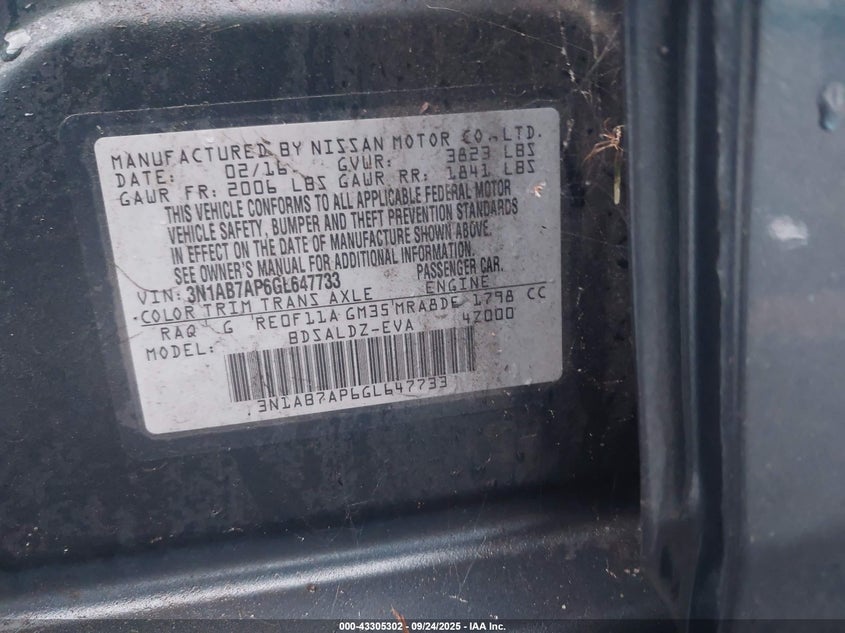 MANUFACTURED BY NISSAN MOTOR CO., LTD.
DATE: 02/16 GVWR: 3823 LBS
GAWR FR: 2006 LBS GAWR RR: 1841 LBS
THIS VEHICLE CONFORMS TO ALL APPLICABLE FEDERAL MOTOR
VEHICLE SAFETY, BUMPER AND THEFT PREVENTION STANDARDS
IN EFFECT ON THE DATE OF MANUFACTURE SHOWN ABOVE.
SEE OWNER'S MANUAL FOR ADDITIONAL INFORMATION.
VIN: 3N1AB7AP6GL647733 PASSENGER CAR.
COLOR TRIM TRANS AXLE ENGINE
RAQ G RE0F11A GM35 MRA8DE 1798 CC
MODEL: BDSALDZ-EVA 4Z000
3N1AB7AP6GL647733
000-43305302 - 09/24/2025 - IAA Inc.